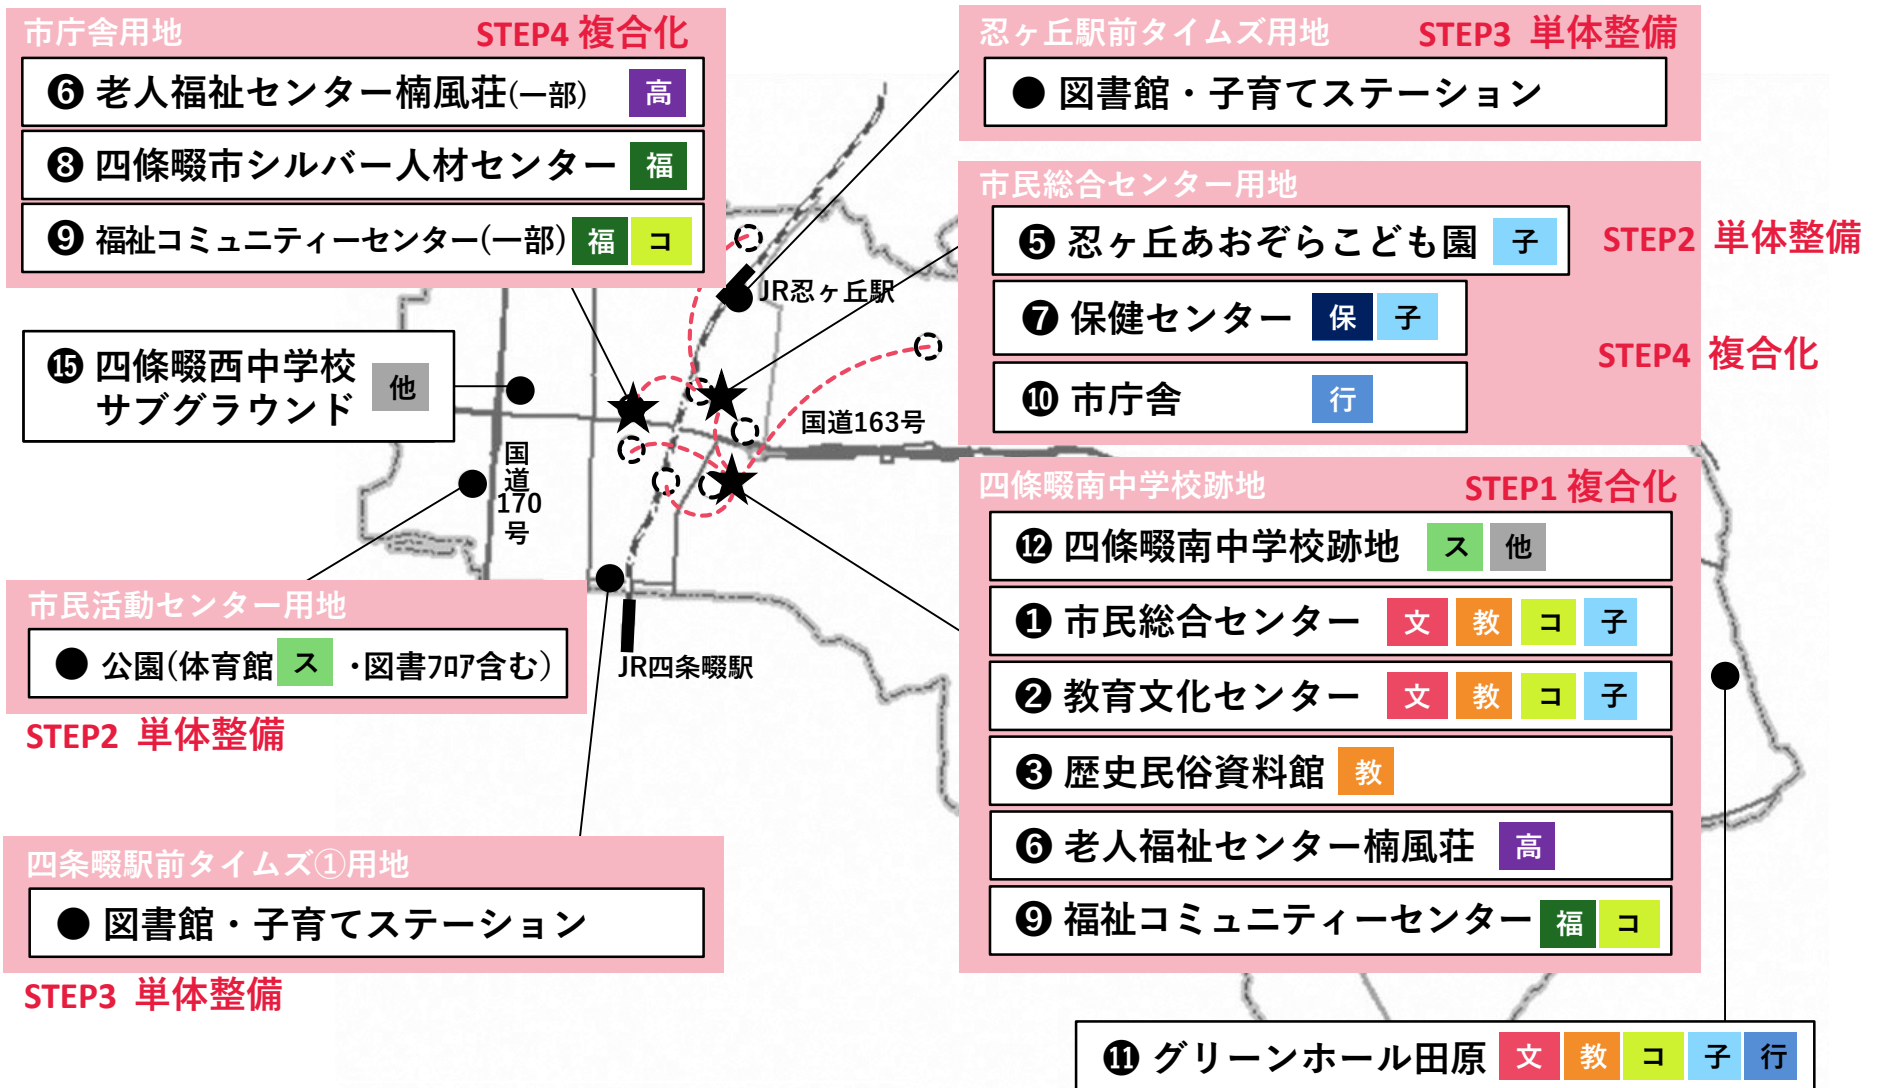 市庁舎用地 STEP4 複合化
❻ 老人福祉センター楠風荘(一部) 高
❽ 四條畷市シルバー人材センター 福
❾ 福祉コミュニティーセンター(一部) 福 コ
忍ヶ丘駅前タイムズ用地 STEP3 単体整備
● 図書館・子育てステーション
市民総合センター用地
❺ 忍ヶ丘あおぞらこども園 子 STEP2 単体整備
❼ 保健センター 保 子
STEP4 複合化
❿ 市庁舎 行
JR忍ヶ丘駅
⓯ 四條畷西中学校
サブグラウンド 他
国道163号
国道170号
四條畷南中学校跡地 STEP1 複合化
⓬ 四條畷南中学校跡地 ス 他
❶ 市民総合センター 文 教 コ 子
❷ 教育文化センター 文 教 コ 子
❸ 歴史民俗資料館 教
❻ 老人福祉センター楠風荘 高
❾ 福祉コミュニティーセンター 福 コ
市民活動センター用地
● 公園(体育館 ス ・図書ﾌﾛｱ含む)
STEP2 単体整備
JR四条畷駅
四条畷駅前タイムズ①用地
● 図書館・子育てステーション
STEP3 単体整備
⓫ グリーンホール田原 文 教 コ 子 行